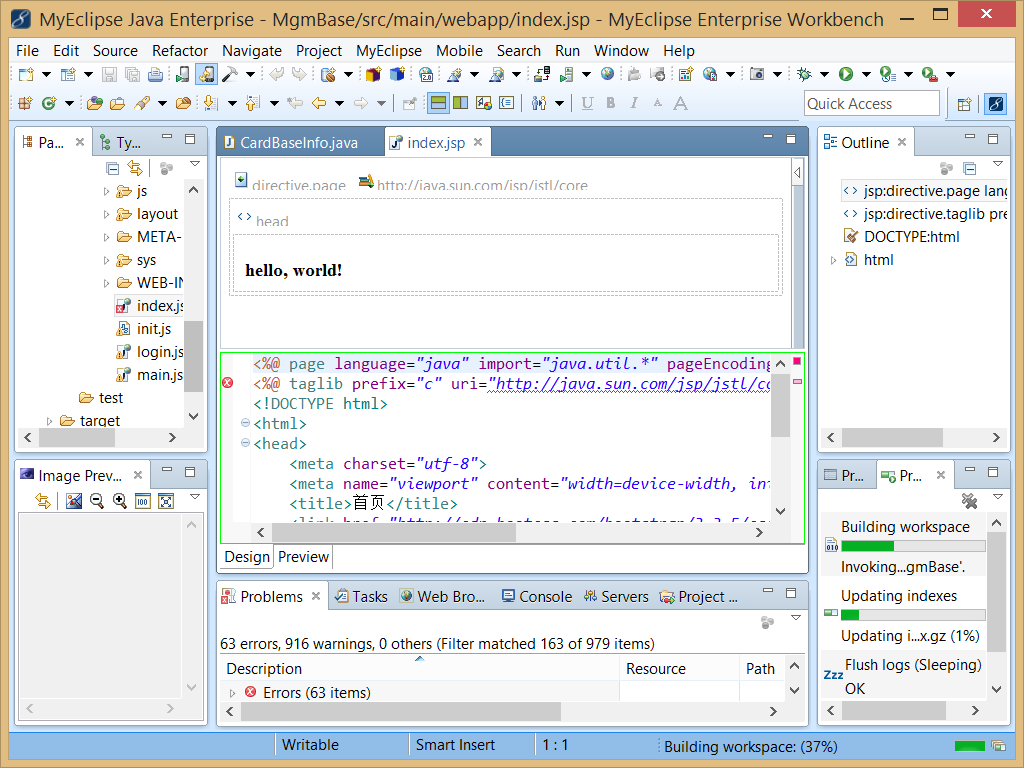 MyEclipse Java Enterprise - MgmBase/src/main/webapp/index.jsp - MyEclipse Enterprise Workbench
File Edit Source Refactor Navigate Project MyEclipse Mobile Search Run Window Help
Quick Access
Pa...
Ty...
js
layout
META-
sys
WEB-IN
index.js
init.js
login.js
main.js
test
target
CardBaseInfo.java
index.jsp
directive.page http://java.sun.com/jsp/jstl/core
head
hello, world!
<%@ page language="java" import="java.util.*" pageEncoding
<%@ taglib prefix="c" uri="http://java.sun.com/jsp/jstl/co
<!DOCTYPE html>
<html>
<head>
<meta charset="utf-8">
<meta name="viewport" content="width=device-width, in
<title>首页</title>
Design Preview
Outline
jsp:directive.page lang
jsp:directive.taglib pre
DOCTYPE:html
html
Image Prev...
100
Problems Tasks Web Bro... Console Servers Project ...
63 errors, 916 warnings, 0 others (Filter matched 163 of 979 items)
Description Resource Path
Errors (63 items)
Pr... Pr...
Building workspace
Invoking...gmBase'.
Updating indexes
Updating i...x.gz (1%)
Flush logs (Sleeping)
OK
Writable Smart Insert 1 : 1 Building workspace: (37%)